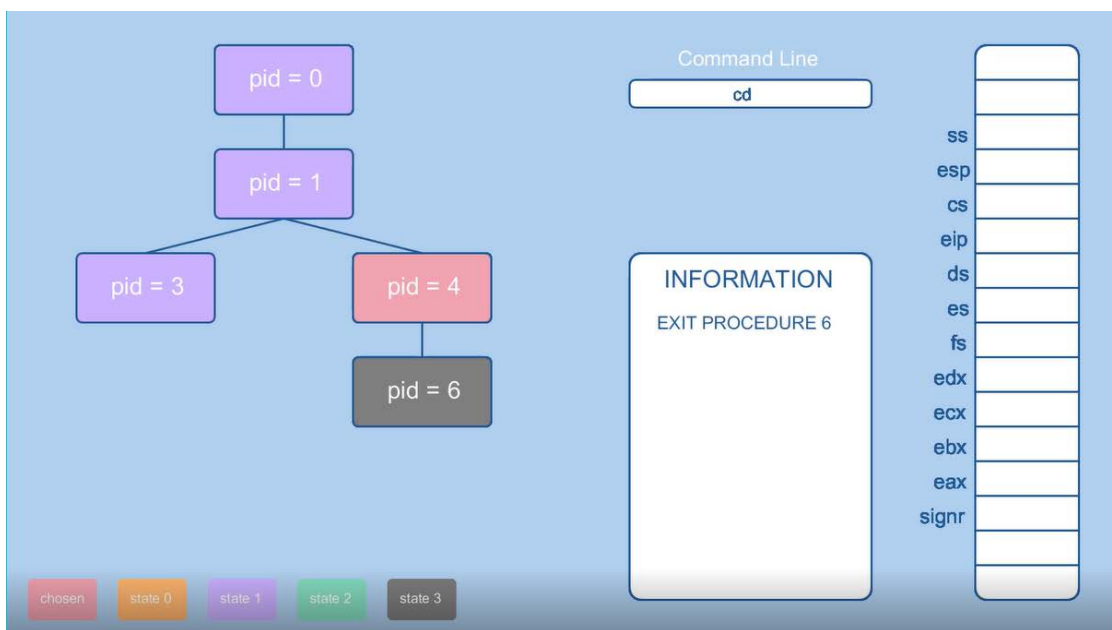 pid = 0
pid = 1
pid = 3
pid = 4
pid = 6
chosen
state 0
state 1
state 2
state 3
Command Line
cd
INFORMATION
EXIT PROCEDURE 6
ss
esp
cs
eip
ds
es
fs
edx
ecx
ebx
eax
signr